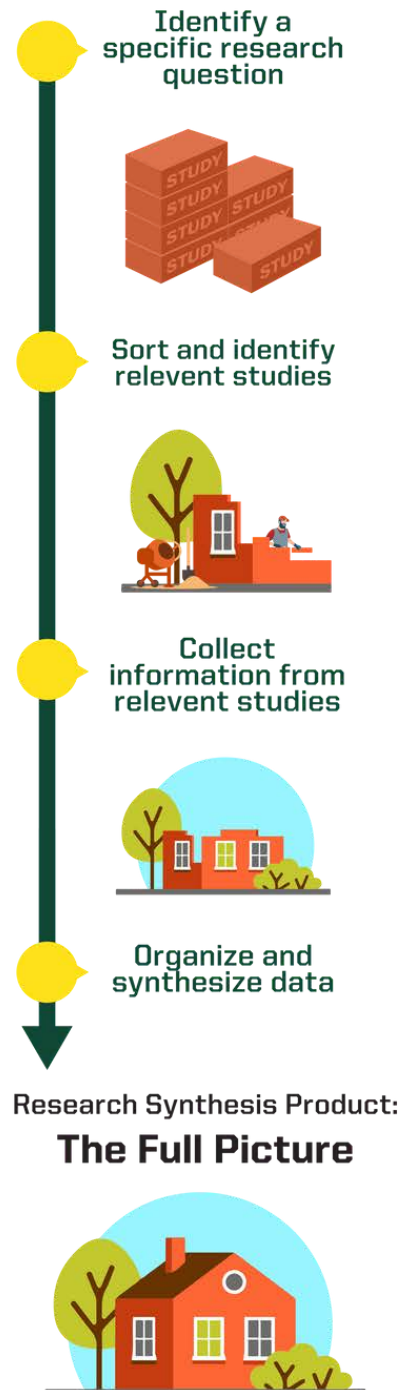 Identify a
specific research
question
STUDY
STUDY
STUDY
STUDY
STUDY
STUDY
STUDY
Sort and identify
relevent studies
Collect
information from
relevent studies
Organize and
synthesize data
Research Synthesis Product:
The Full Picture